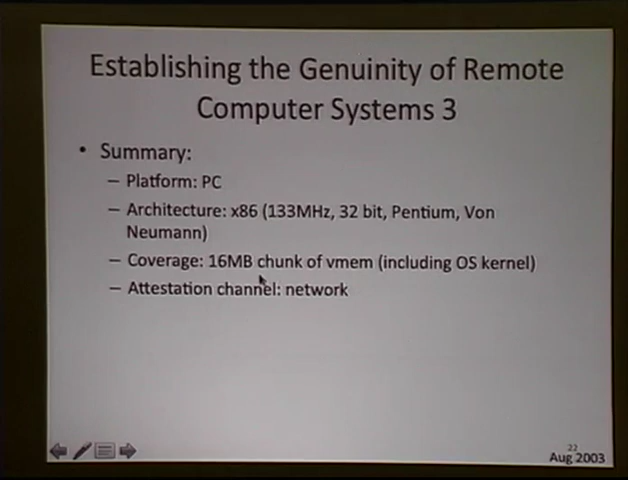 Establishing the Genuinity of Remote
Computer Systems 3
• Summary:
– Platform: PC
– Architecture: x86 (133MHz, 32 bit, Pentium, Von
Neumann)
– Coverage: 16MB chunk of vmem (including OS kernel)
– Attestation channel: network
22
Aug 2003